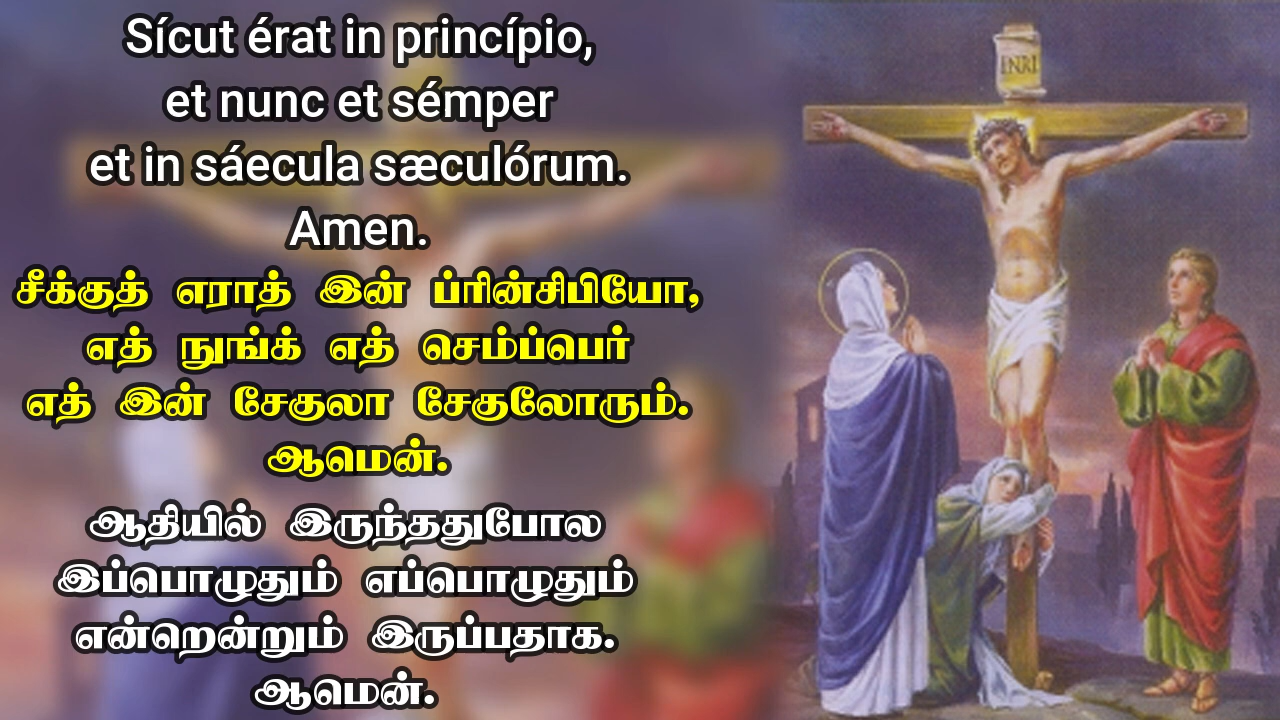 Sícut érat in princípio,
et nunc et sémper
et in sáecula sæculórum.
Amen.
சீக்குத் எராத் இன் ப்ரின்சிபியோ,
எத் நுங்க் எத் செம்ப்பெர்
எத் இன் சேகுலா சேகுலோரும்.
ஆமென்.
ஆதியில் இருந்ததுபோல
இப்பொழுதும் எப்பொழுதும்
என்றென்றும் இருப்பதாக.
ஆமென்.
INRI